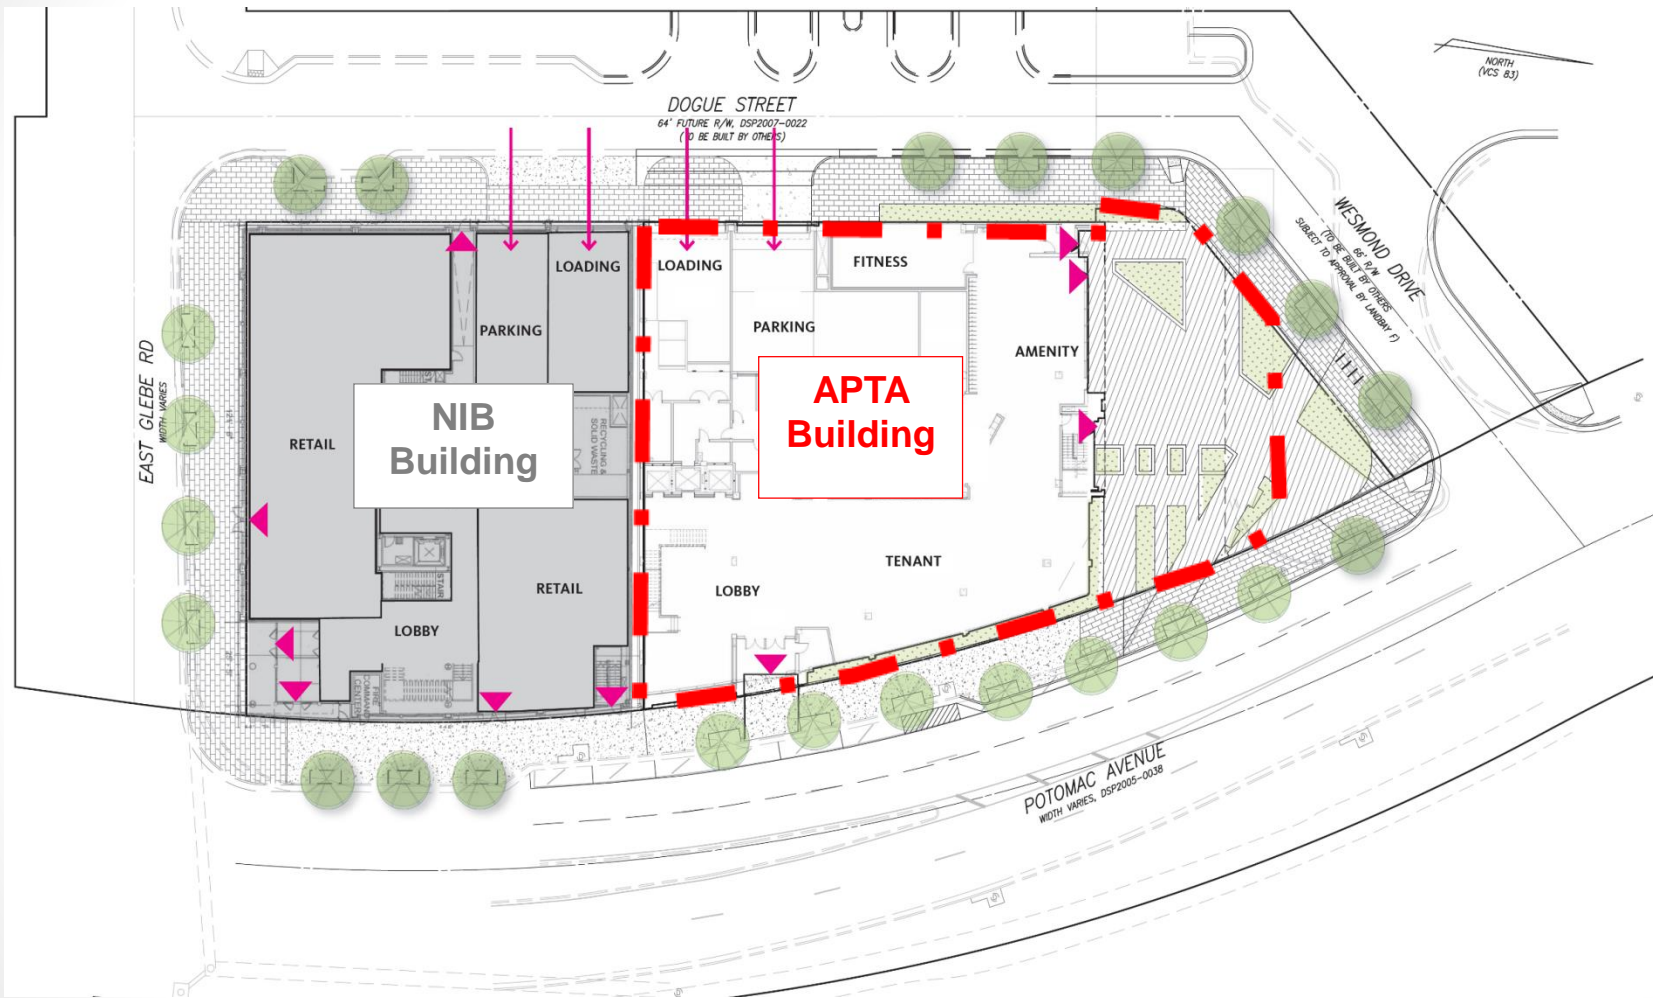 NORTH
(VCS 83)
DOGUE STREET
64' FUTURE R/W, DSP2007-0022
(TO BE BUILT BY OTHERS)
WESMOND DRIVE
66' R/W
(TO BE BUILT BY OTHERS
SUBJECT TO APPROVAL BY LANDBAY F)
EAST GLEBE RD
WIDTH VARIES
LOADING
LOADING
FITNESS
PARKING
PARKING
AMENITY
RETAIL
NIB
Building
APTA
Building
RECYCLING &
SOLID WASTE
TENANT
RETAIL
LOBBY
STAIR
LOBBY
FIRE
COMMAND
CENTER
POTOMAC AVENUE
WIDTH VARIES, DSP2005-0038